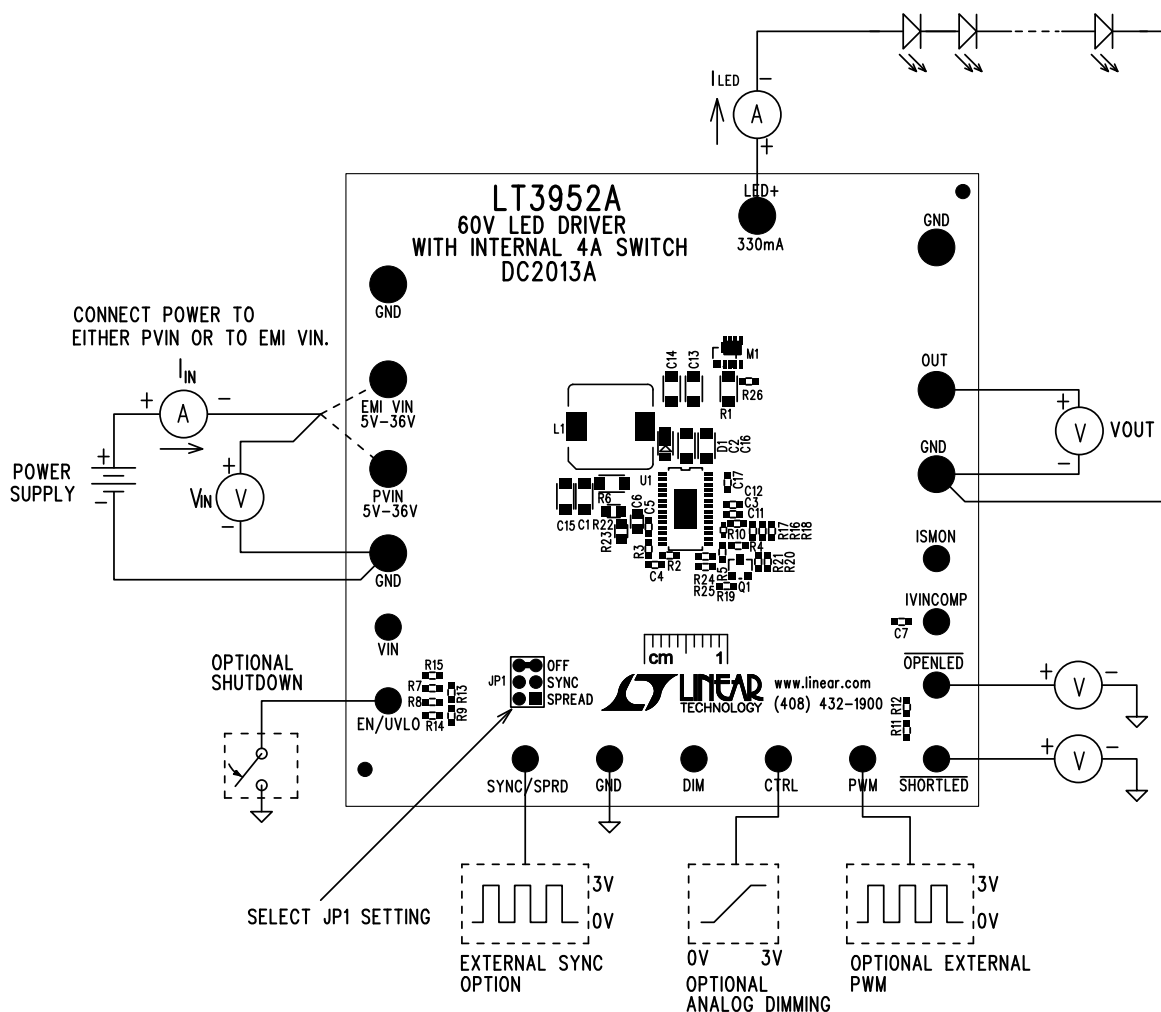 I LED
−
A
+
LT3952A
60V LED DRIVER
WITH INTERNAL 4A SWITCH
DC2013A
LED+
330mA
GND
GND
CONNECT POWER TO
EITHER PVIN OR TO EMI VIN.
IIN
+ A −
EMI VIN
5V-36V
POWER
SUPPLY
+
−
VIN
+
V
−
PVIN
5V-36V
GND
VIN
OPTIONAL
SHUTDOWN
EN/UVLO
C14
C13
M1
R26
R1
L1
D1
C2
C16
U1
C17
C12
C3
C11
R6
C6
C5
C15
C1
R22
R23
R3
R10
R17
R16
R18
R4
R2
C4
R5
R21
R20
R24
R25
R19
Q1
OUT
GND
+
V
−
VOUT
ISMON
IVINCOMP
C7
OPENLED
+ V −
R12
R11
SHORTLED
+ V −
R15
R7
R8
R14
R13
R9
JP1
OFF
SYNC
SPREAD
cm 1
LINEAR
TECHNOLOGY
www.linear.com
(408) 432-1900
SYNC/SPRD
GND
DIM
CTRL
PWM
SELECT JP1 SETTING
3V
0V
EXTERNAL SYNC
OPTION
0V 3V
OPTIONAL
ANALOG DIMMING
3V
0V
OPTIONAL EXTERNAL
PWM